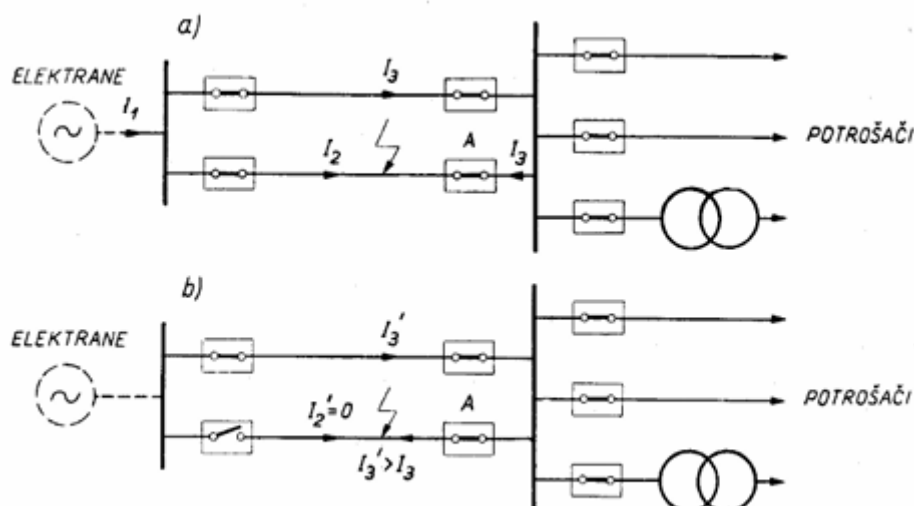 a)
ELEKTRANE
I₁
I₃
I₂
A
I₃
POTROŠAČI
b)
ELEKTRANE
I₃'
I₂'=0
A
I₃'>I₃
POTROŠAČI